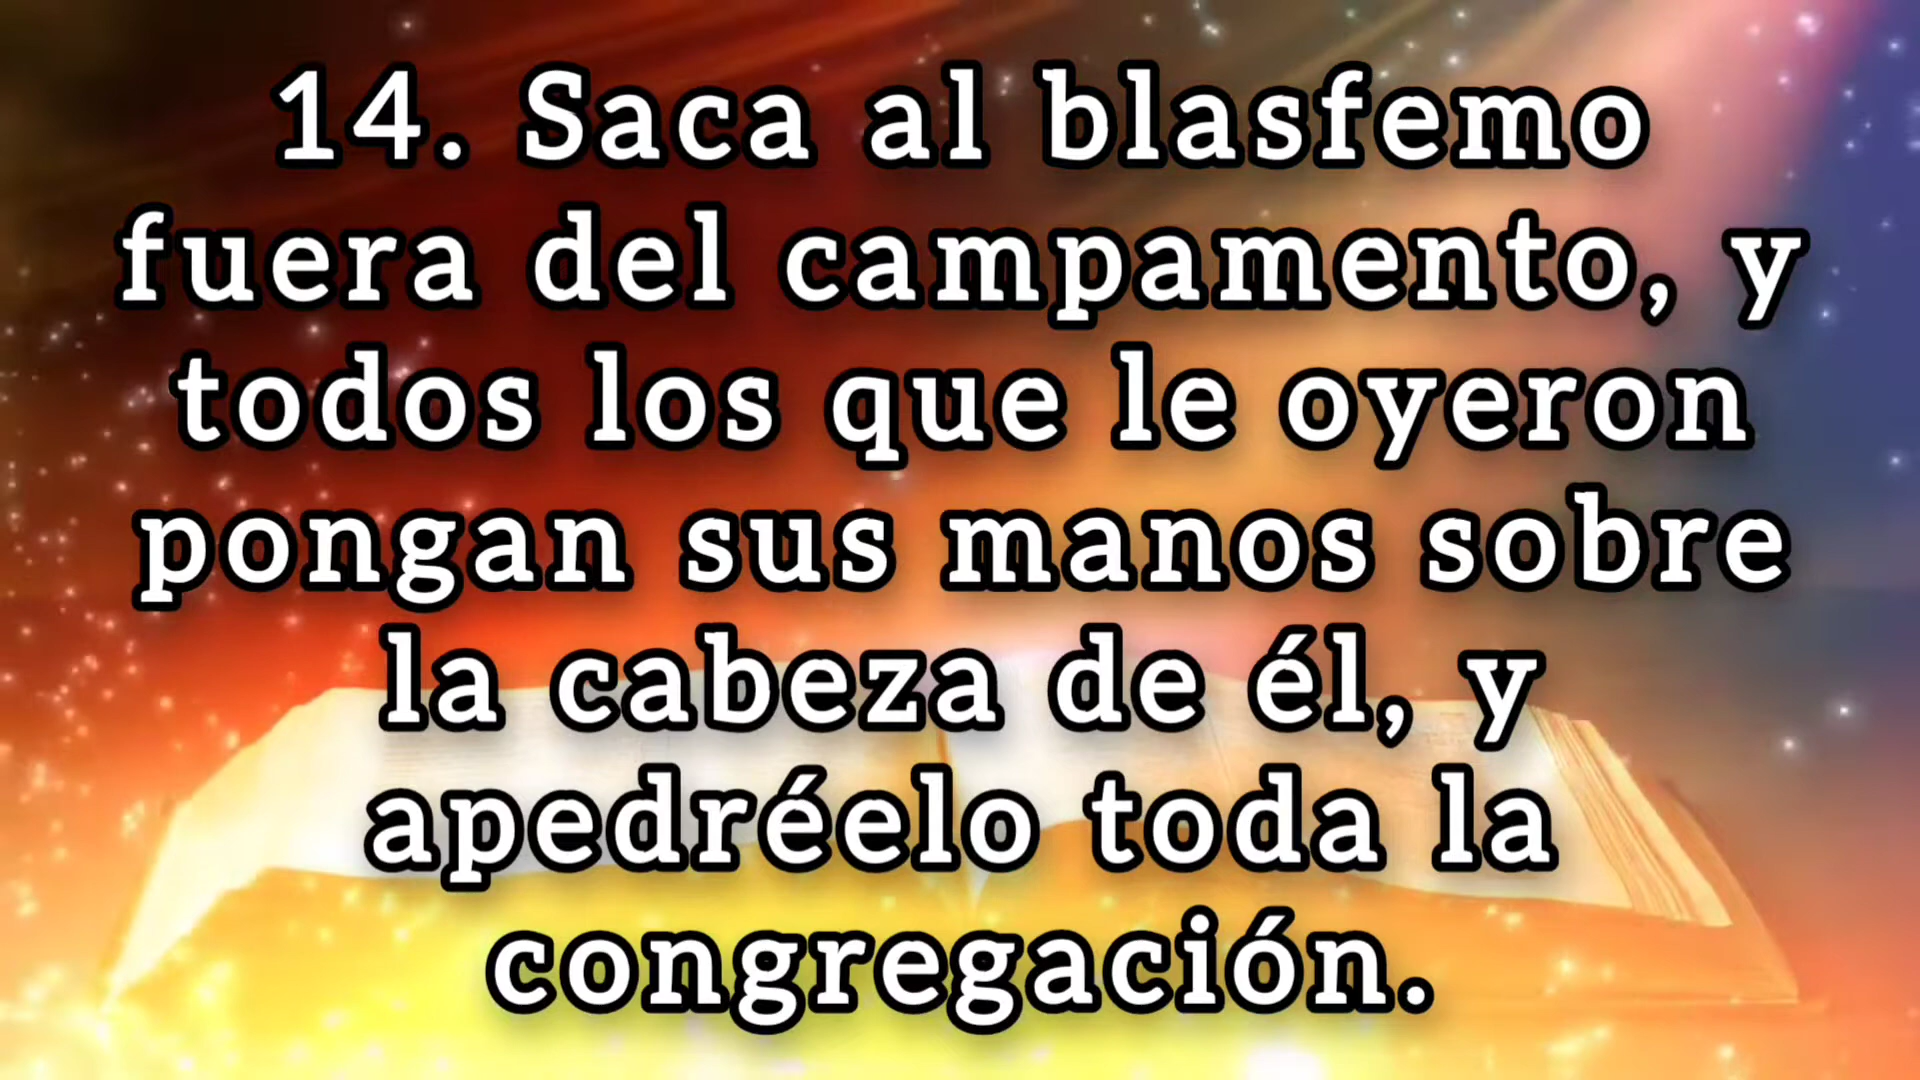 14. Saca al blasfemo
fuera del campamento, y
todos los que le oyeron
pongan sus manos sobre
la cabeza de él, y
apedréelo toda la
congregación.